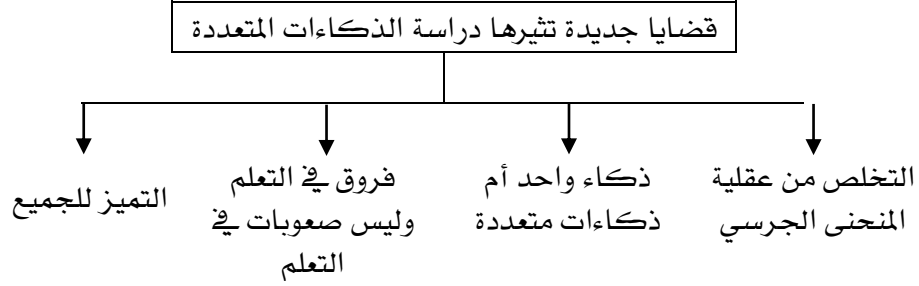 قضايا جديدة تثيرها دراسة الذكاءات المتعددة
التخلص من عقلية
المنحنى الجرسي
ذكاء واحد أم
ذكاءات متعددة
فروق في التعلم
وليس صعوبات في
التعلم
التميز للجميع